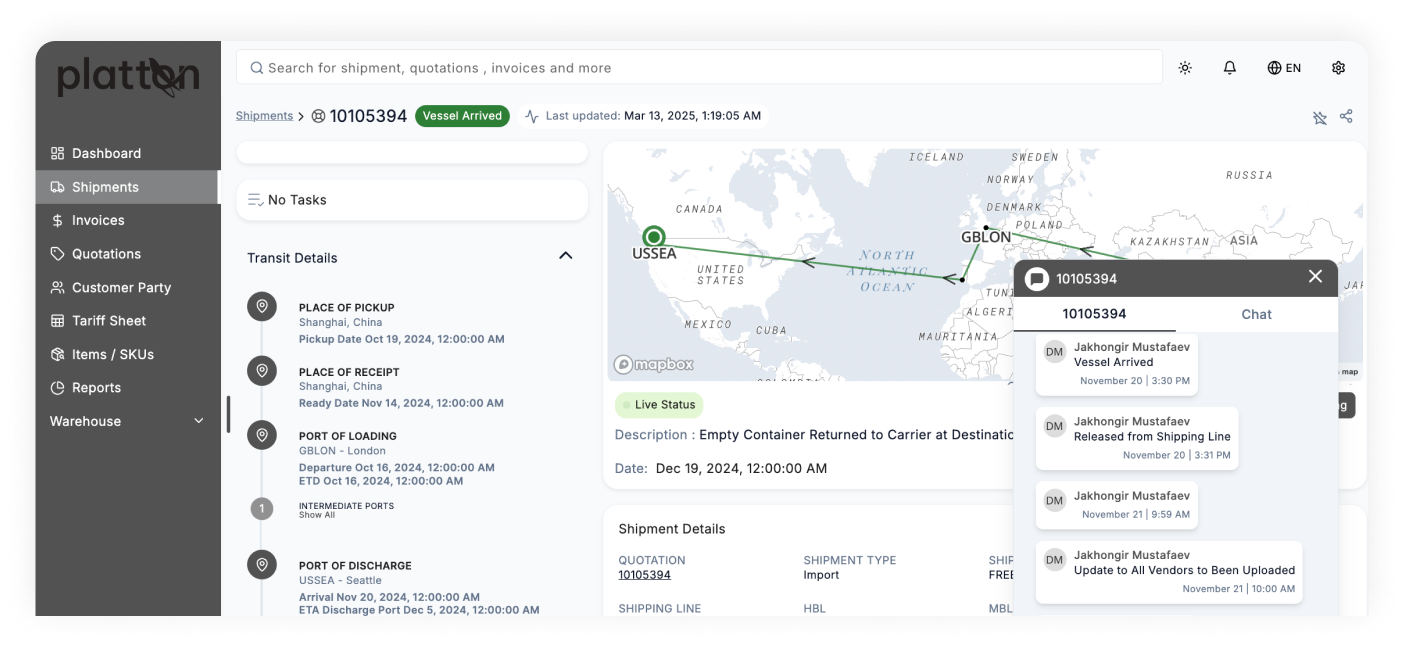 platton
Search for shipment, quotations , invoices and more
EN
Shipments
10105394
Vessel Arrived
Last updated: Mar 13, 2025, 1:19:05 AM
Dashboard
Shipments
Invoices
Quotations
Customer Party
Tariff Sheet
Items / SKUs
Reports
Warehouse
No Tasks
Transit Details
PLACE OF PICKUP
Shanghai, China
Pickup Date Oct 19, 2024, 12:00:00 AM
PLACE OF RECEIPT
Shanghai, China
Ready Date Nov 14, 2024, 12:00:00 AM
PORT OF LOADING
GBLON - London
Departure Oct 16, 2024, 12:00:00 AM
ETD Oct 16, 2024, 12:00:00 AM
1
INTERMEDIATE PORTS
Show All
PORT OF DISCHARGE
USSEA - Seattle
Arrival Nov 20, 2024, 12:00:00 AM
ETA Discharge Port Dec 5, 2024, 12:00:00 AM
ICELAND
SWEDEN
NORWAY
RUSSIA
DENMARK
CANADA
POLAND
GBLON
KAZAKHSTAN
ASIA
USSEA
NORTH
ATLANTIC
OCEAN
UNITED
STATES
TUNI
ALGERI
MEXICO
CUBA
MAURITANIA
JAP
mapbox
map
Live Status
Description : Empty Container Returned to Carrier at Destinatio
Date: Dec 19, 2024, 12:00:00 AM
Shipment Details
QUOTATION
10105394
SHIPMENT TYPE
Import
SHIP
FREE
SHIPPING LINE
HBL
MBL
10105394
10105394
Chat
DM
Jakhongir Mustafaev
Vessel Arrived
November 20 | 3:30 PM
DM
Jakhongir Mustafaev
Released from Shipping Line
November 20 | 3:31 PM
DM
Jakhongir Mustafaev
November 21 | 9:59 AM
DM
Jakhongir Mustafaev
Update to All Vendors to Been Uploaded
November 21 | 10:00 AM